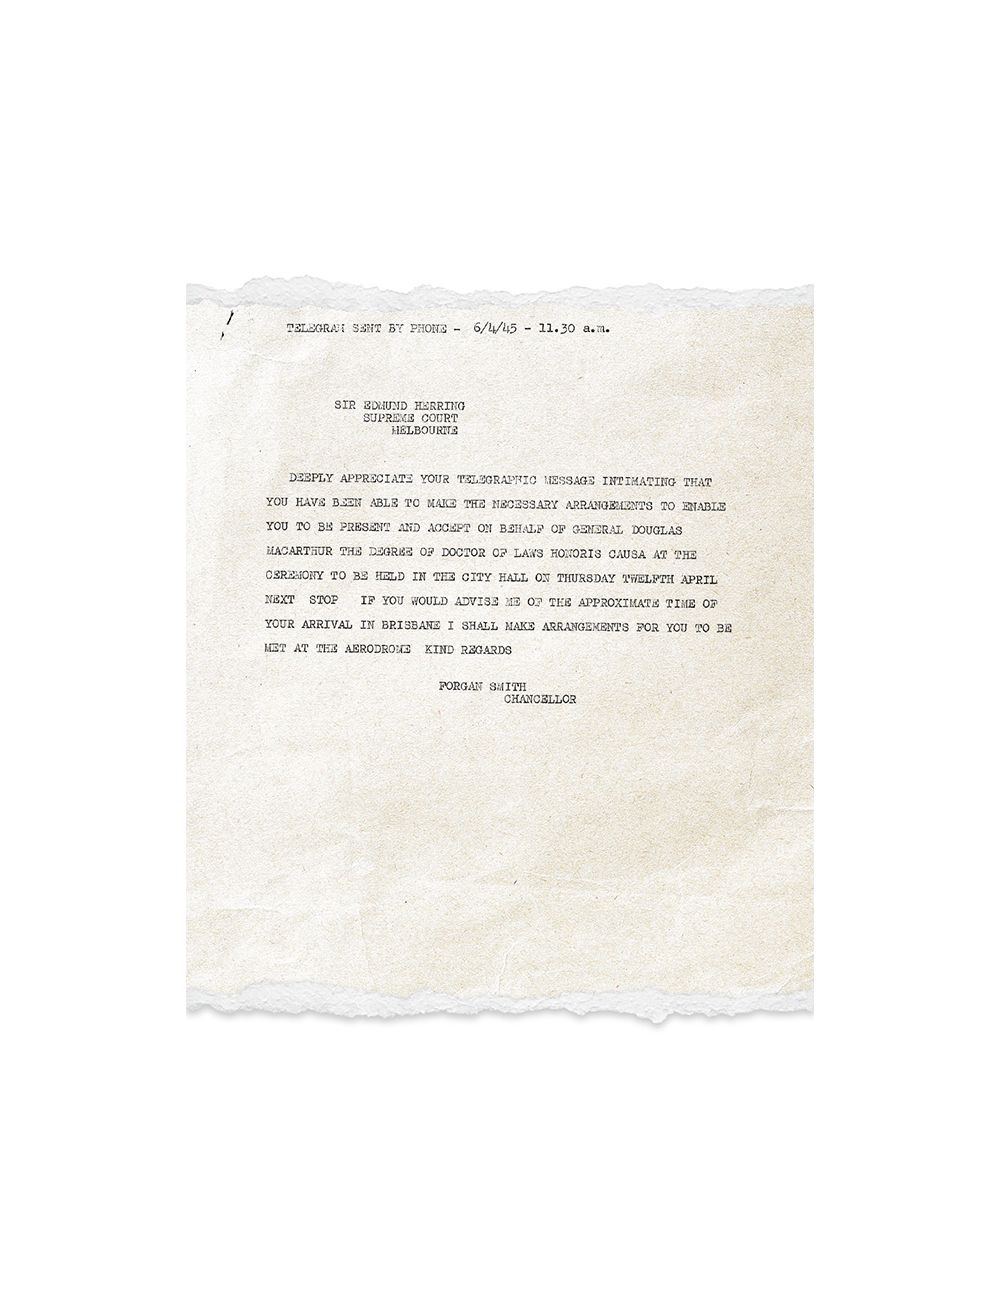 TELEGRAM SENT BY PHONE - 6/4/45 - 11.30 a.m.
SIR EDMUND HERRING
SUPREME COURT
MELBOURNE
DEEPLY APPRECIATE YOUR TELEGRAPHIC MESSAGE INTIMATING THAT
YOU HAVE BEEN ABLE TO MAKE THE NECESSARY ARRANGEMENTS TO ENABLE
YOU TO BE PRESENT AND ACCEPT ON BEHALF OF GENERAL DOUGLAS
MACARTHUR THE DEGREE OF DOCTOR OF LAWS HONORIS CAUSA AT THE
CEREMONY TO BE HELD IN THE CITY HALL ON THURSDAY TWELFTH APRIL
NEXT STOP IF YOU WOULD ADVISE ME OF THE APPROXIMATE TIME OF
YOUR ARRIVAL IN BRISBANE I SHALL MAKE ARRANGEMENTS FOR YOU TO BE
MET AT THE AERODROME KIND REGARDS
FORGAN SMITH
CHANCELLOR